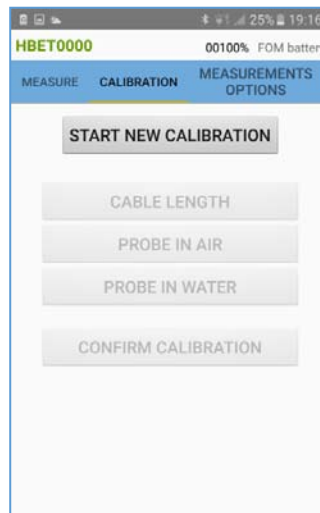 25% 19:16
HBET0000 00100% FOM batter
MEASURE CALIBRATION MEASUREMENTS OPTIONS
START NEW CALIBRATION
CABLE LENGTH
PROBE IN AIR
PROBE IN WATER
CONFIRM CALIBRATION